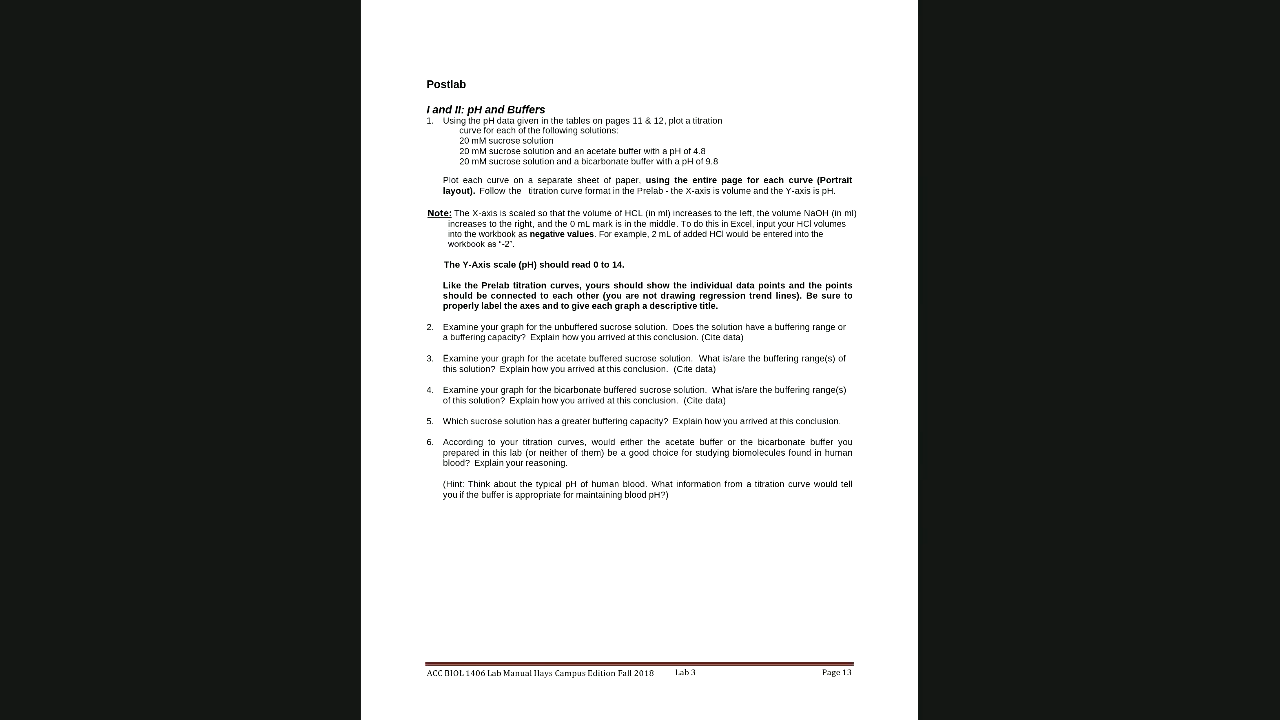 Postlab
I and II: pH and Buffers
1. Using the pH data given in the tables on pages 11 & 12, plot a titration
curve for each of the following solutions:
20 mM sucrose solution
20 mM sucrose solution and an acetate buffer with a pH of 4.8
20 mM sucrose solution and a bicarbonate buffer with a pH of 9.8
Plot each curve on a separate sheet of paper, using the entire page for each curve (Portrait
layout). Follow the titration curve format in the Prelab - the X-axis is volume and the Y-axis is pH.
Note: The X-axis is scaled so that the volume of HCL (in ml) increases to the left, the volume NaOH (in ml)
increases to the right, and the 0 mL mark is in the middle. To do this in Excel, input your HCl volumes
into the workbook as negative values. For example, 2 mL of added HCl would be entered into the
workbook as “-2”.
The Y-Axis scale (pH) should read 0 to 14.
Like the Prelab titration curves, yours should show the individual data points and the points
should be connected to each other (you are not drawing regression trend lines). Be sure to
properly label the axes and to give each graph a descriptive title.
2. Examine your graph for the unbuffered sucrose solution. Does the solution have a buffering range or
a buffering capacity? Explain how you arrived at this conclusion. (Cite data)
3. Examine your graph for the acetate buffered sucrose solution. What is/are the buffering range(s) of
this solution? Explain how you arrived at this conclusion. (Cite data)
4. Examine your graph for the bicarbonate buffered sucrose solution. What is/are the buffering range(s)
of this solution? Explain how you arrived at this conclusion. (Cite data)
5. Which sucrose solution has a greater buffering capacity? Explain how you arrived at this conclusion.
6. According to your titration curves, would either the acetate buffer or the bicarbonate buffer you
prepared in this lab (or neither of them) be a good choice for studying biomolecules found in human
blood? Explain your reasoning.
(Hint: Think about the typical pH of human blood. What information from a titration curve would tell
you if the buffer is appropriate for maintaining blood pH?)
ACC BIOL 1406 Lab Manual Hays Campus Edition Fall 2018 Lab 3 Page 13